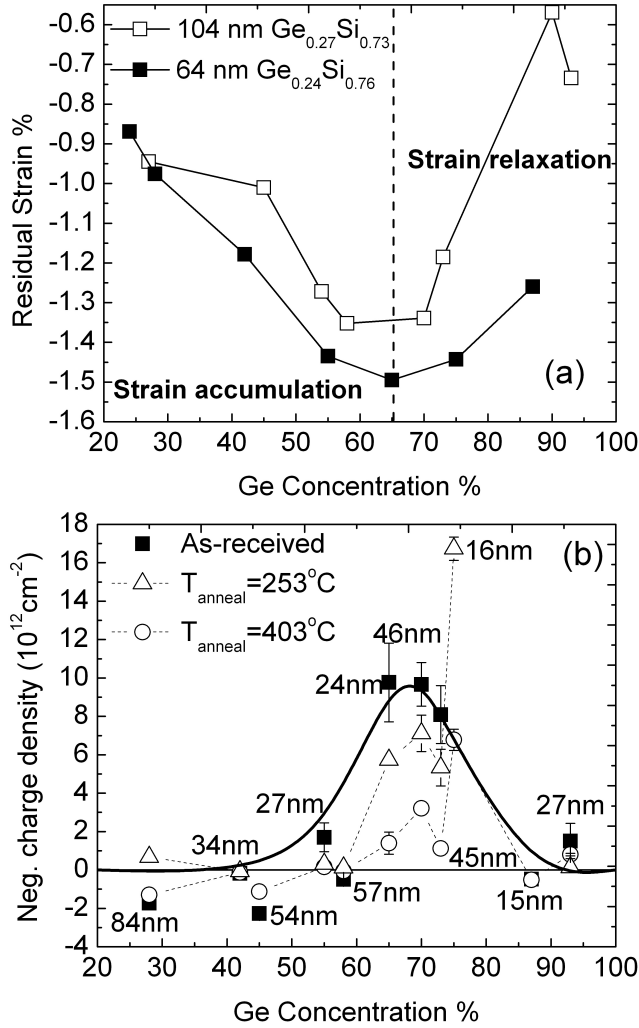 -0.5
-0.6
-0.7
-0.8
-0.9
-1.0
-1.1
-1.2
-1.3
-1.4
-1.5
-1.6
Residual Strain %
104 nm Ge0.27Si0.73
64 nm Ge0.24Si0.76
Strain relaxation
Strain accumulation
(a)
20 30 40 50 60 70 80 90 100
Ge Concentration %
18
16
14
12
10
8
6
4
2
0
-2
-4
Neg. charge density (10^12cm^-2)
As-received
Tanneal=253°C
Tanneal=403°C
(b)
16nm
46nm
24nm
27nm
27nm
34nm
45nm
57nm
15nm
84nm
54nm
20 30 40 50 60 70 80 90 100
Ge Concentration %